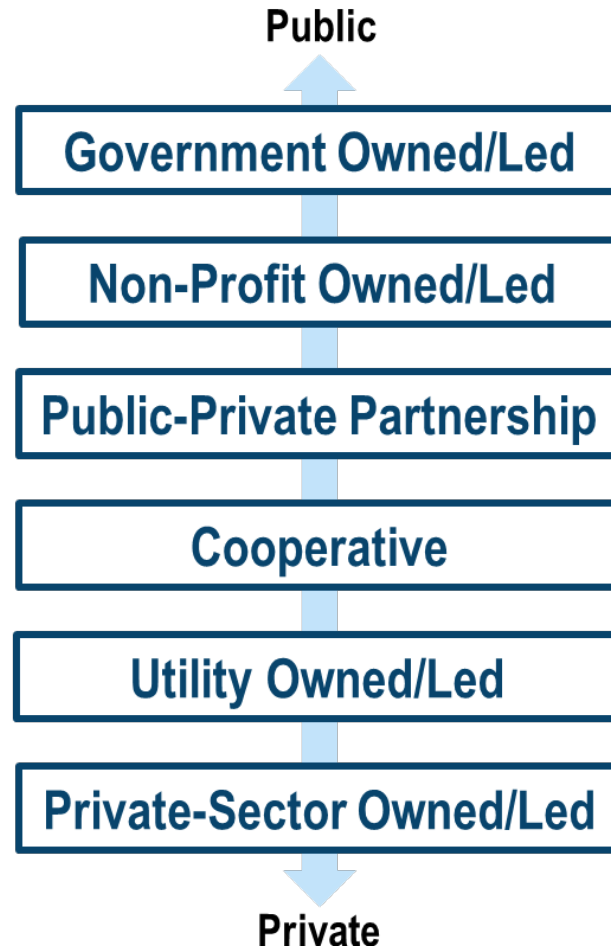 Public
Government Owned/Led
Non-Profit Owned/Led
Public-Private Partnership
Cooperative
Utility Owned/Led
Private-Sector Owned/Led
Private